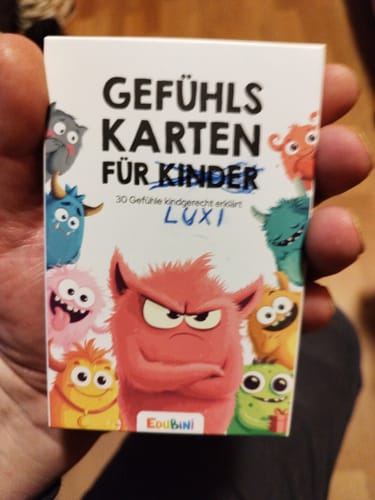 GEFÜHLS
KARTEN
FÜR KINDER
30 Gefühle kindgerecht erklärt
LUXI
EDUBINI